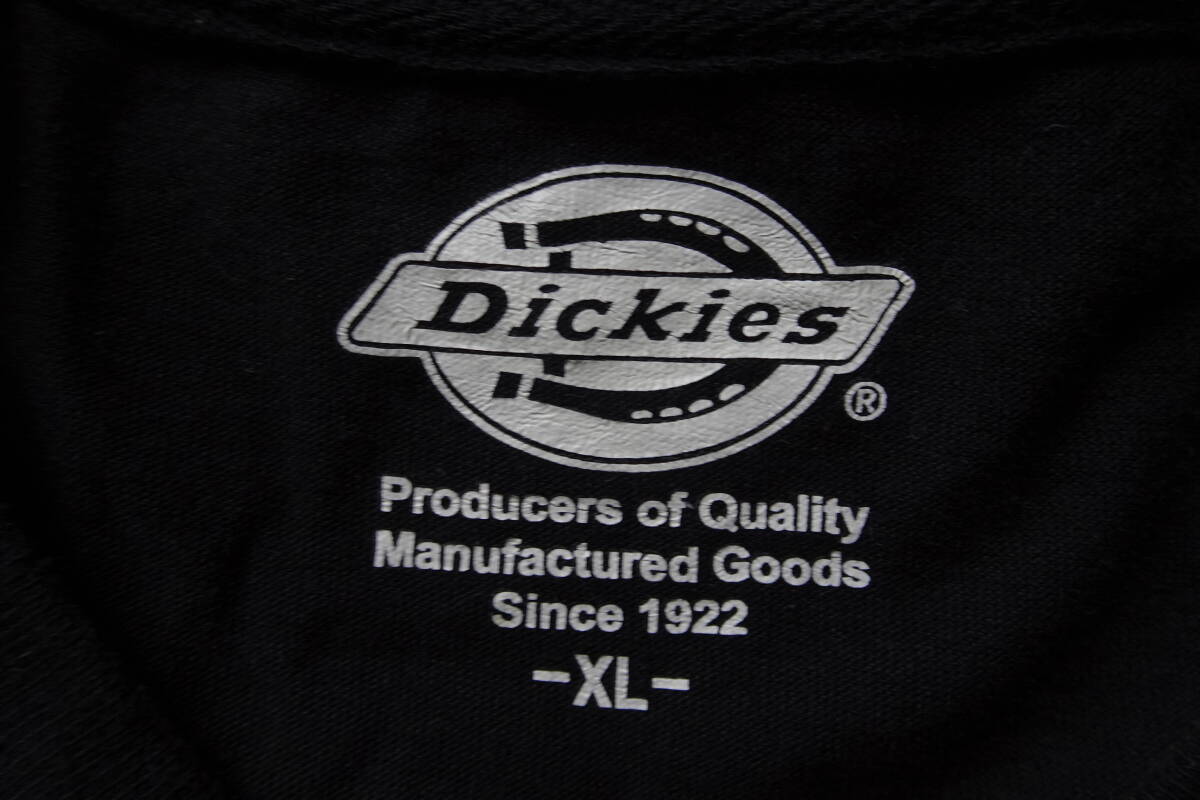 Dickies
®
Producers of Quality
Manufactured Goods
Since 1922
-XL-